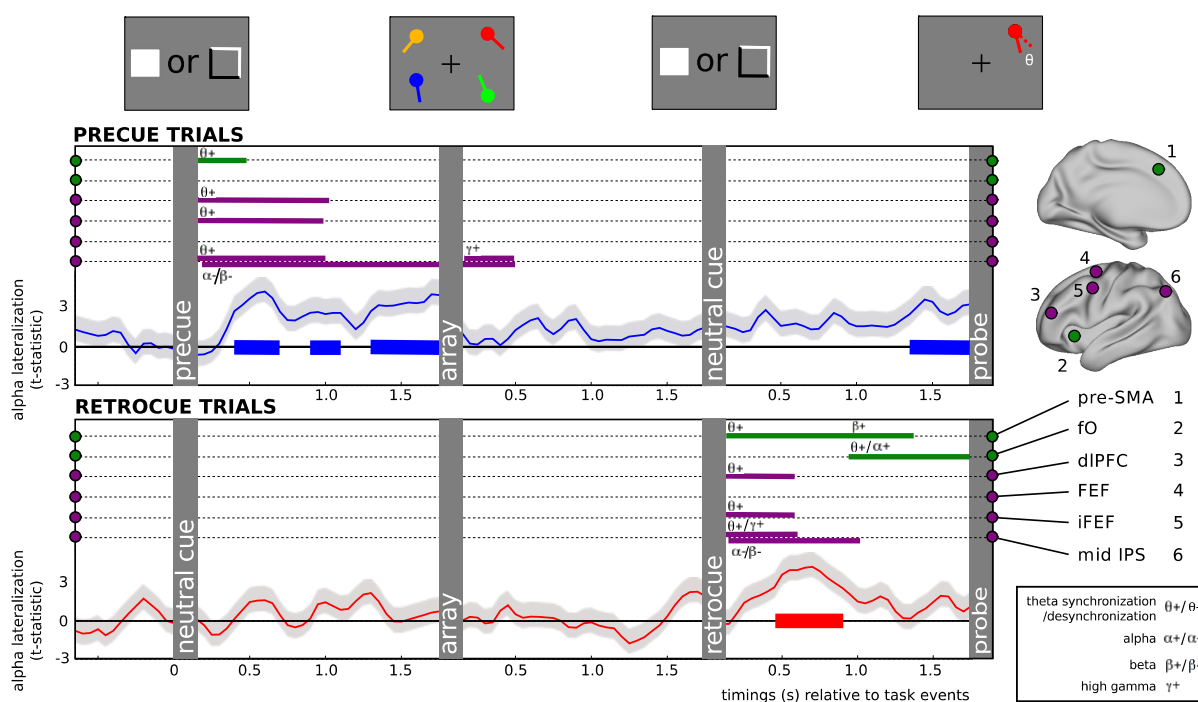 or
+
or
+
θ
PRECUE TRIALS
θ+
θ+
θ+
θ+
γ+
α-/β-
precue
array
neutral cue
probe
alpha lateralization
(t-statistic)
3
0
-3
1.0
1.5
0.5
1.0
1.5
0.5
1.0
1.5
1
4
5
6
3
2
RETROCUE TRIALS
θ+
β+
θ+/α+
θ+
θ+
θ+/γ+
α-/β-
neutral cue
array
retrocue
probe
alpha lateralization
(t-statistic)
3
0
-3
0
0.5
1.0
1.5
0.5
1.0
1.5
0.5
1.0
1.5
timings (s) relative to task events
pre-SMA 1
fO 2
dlPFC 3
FEF 4
iFEF 5
mid IPS 6
theta synchronization
/desynchronization
θ+/θ-
alpha α+/α-
beta β+/β-
high gamma γ+